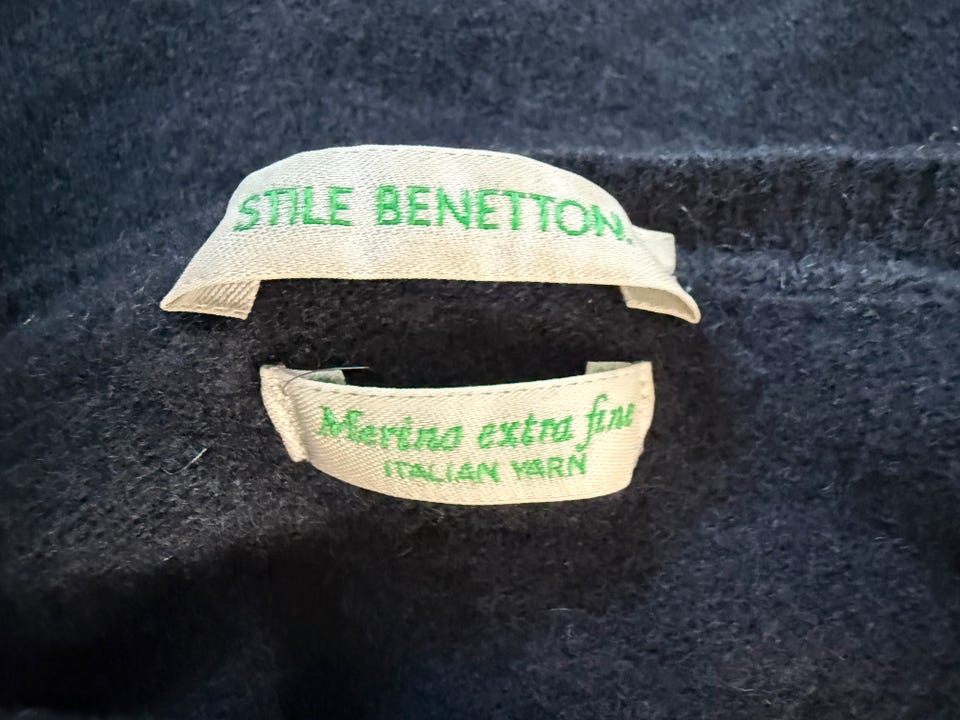 STILE BENETTON.
Merino extra fine
ITALIAN YARN